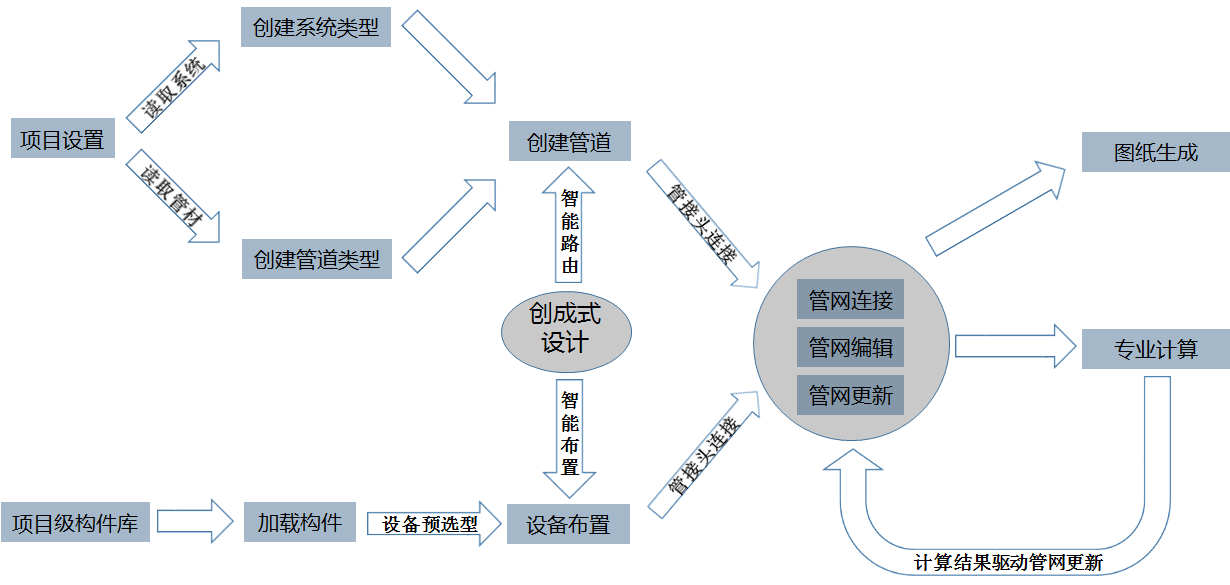 创建系统类型
读取系统
项目设置
读取管材
创建管道类型
创建管道
智能路由
创成式
设计
智能布置
项目级构件库
加载构件
设备预选型
设备布置
管接头连接
管接头连接
管网连接
管网编辑
管网更新
图纸生成
专业计算
计算结果驱动管网更新